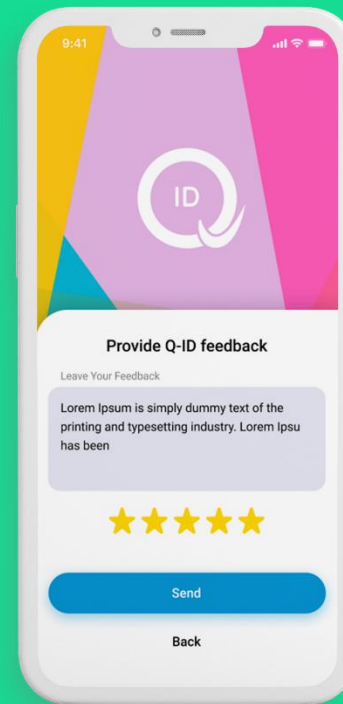 9:41
ID
Provide Q-ID feedback
Leave Your Feedback
Lorem Ipsum is simply dummy text of the
printing and typesetting industry. Lorem Ipsu
has been
Send
Back